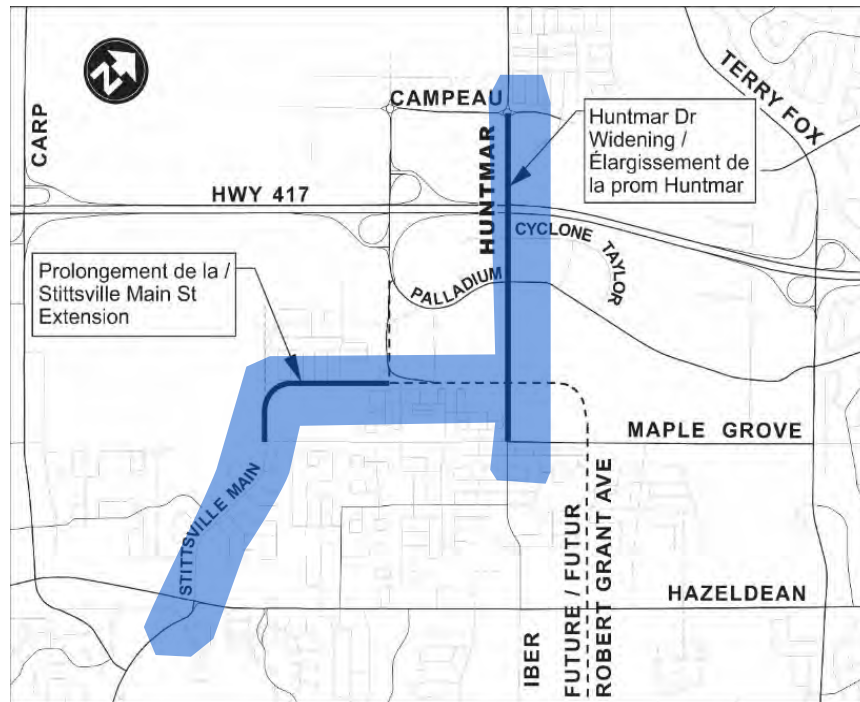 N
CARP
CAMPEAU
TERRY FOX
HUNTMAR
Huntmar Dr
Widening /
Élargissement de
la prom Huntmar
HWY 417
CYCLONE TAYLOR
PALLADIUM
Prolongement de la /
Stittsville Main St
Extension
MAPLE GROVE
STITTSVILLE MAIN
HAZELDEAN
IBER
FUTURE / FUTUR
ROBERT GRANT AVE